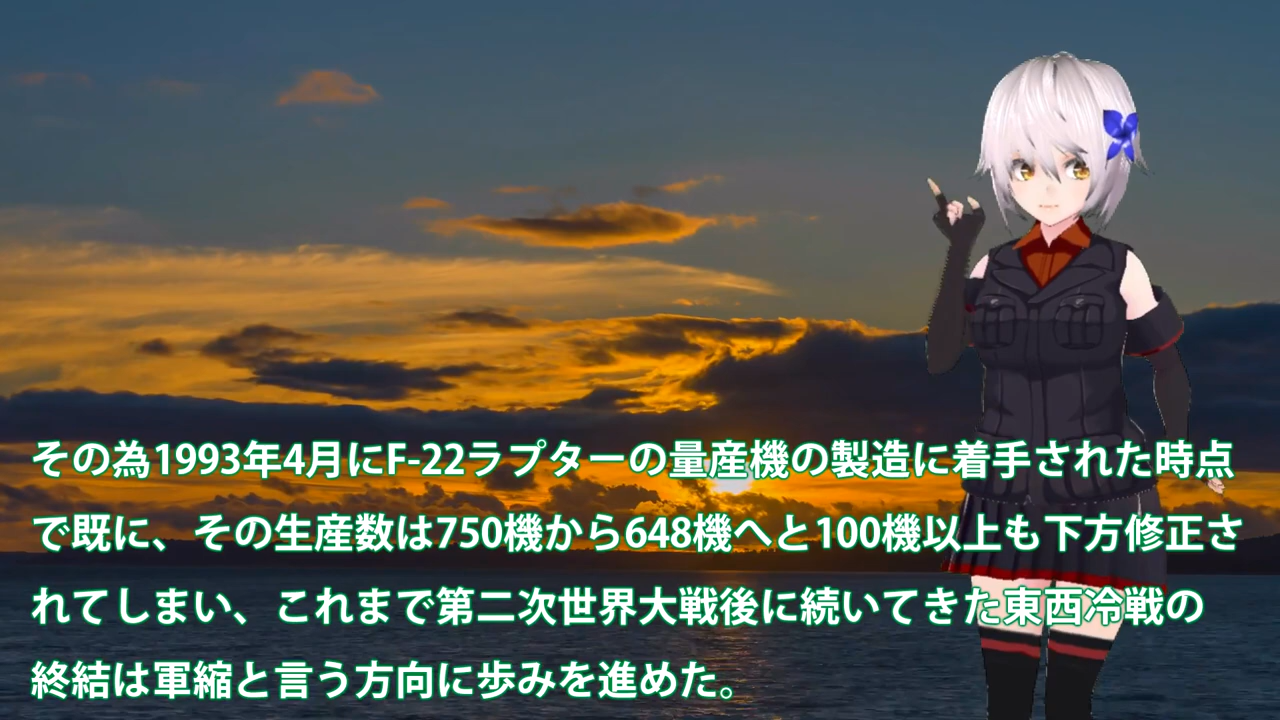 その為1993年4月にF-22ラプターの量産機の製造に着手された時点
で既に、その生産数は750機から648機へと100機以上も下方修正さ
れてしまい、これまで第二次世界大戦後に続いてきた東西冷戦の
終結は軍縮と言う方向に歩みを進めた。